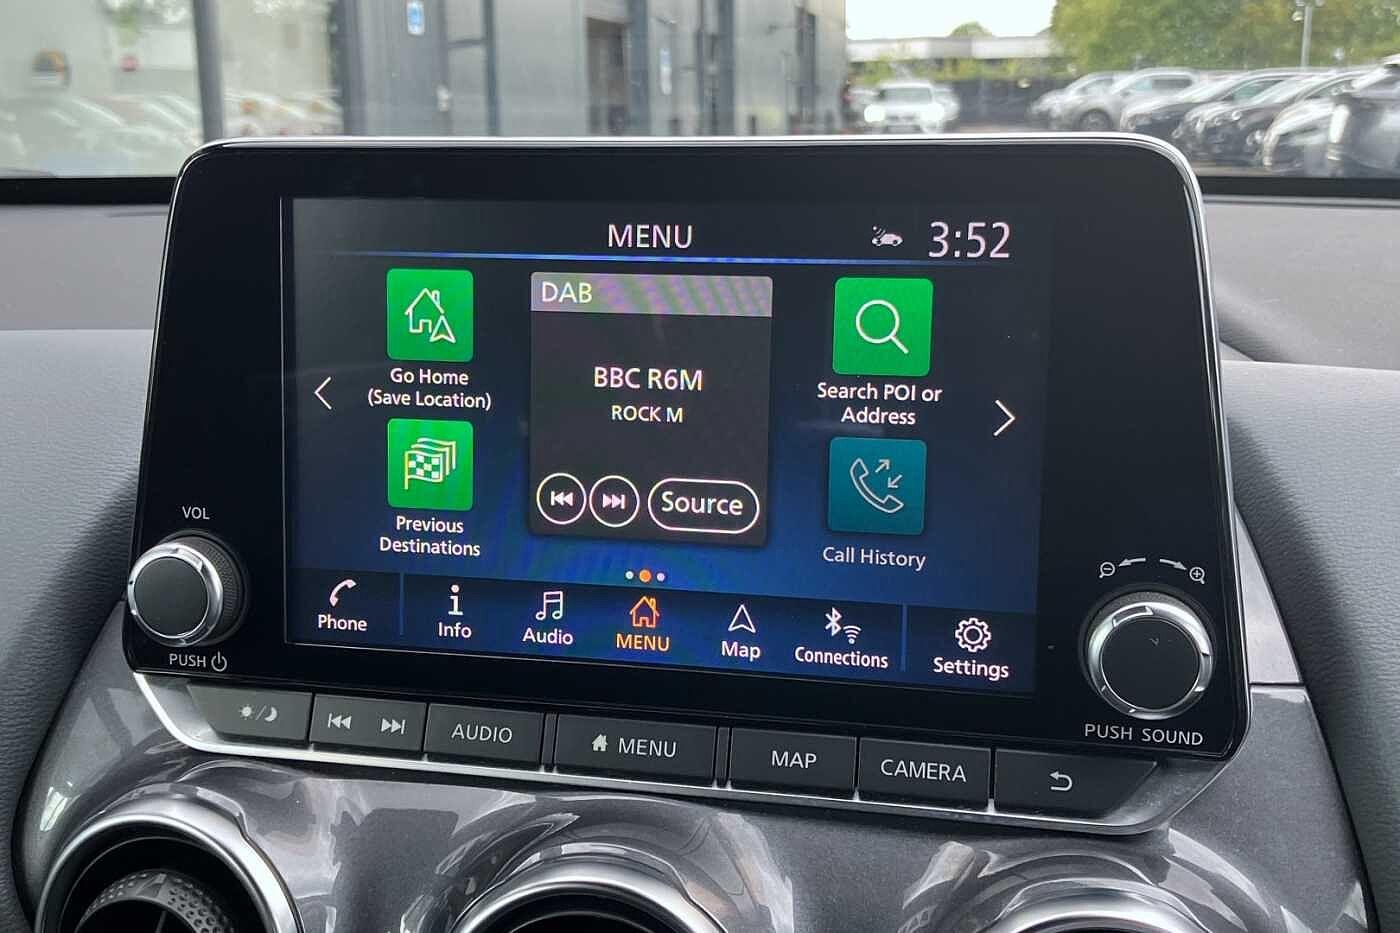 MENU
3:52
DAB
BBC R6M
ROCK M
Source
Go Home
(Save Location)
Previous
Destinations
Search POI or
Address
Call History
Phone
Info
Audio
MENU
Map
Connections
Settings
VOL
PUSH
PUSH SOUND
AUDIO
MENU
MAP
CAMERA